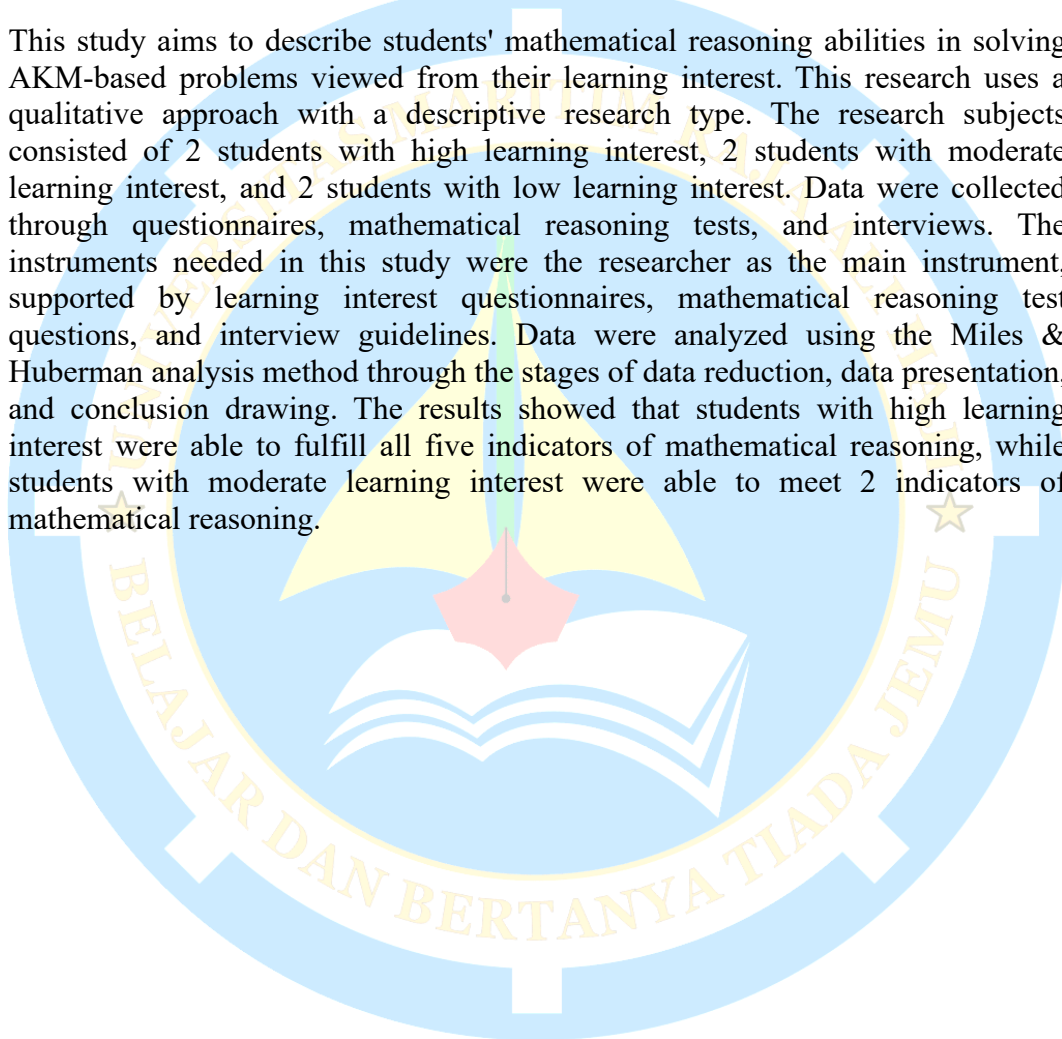 This study aims to describe students' mathematical reasoning abilities in solving
AKM-based problems viewed from their learning interest. This research uses a
qualitative approach with a descriptive research type. The research subjects
consisted of 2 students with high learning interest, 2 students with moderate
learning interest, and 2 students with low learning interest. Data were collected
through questionnaires, mathematical reasoning tests, and interviews. The
instruments needed in this study were the researcher as the main instrument,
supported by learning interest questionnaires, mathematical reasoning test
questions, and interview guidelines. Data were analyzed using the Miles &
Huberman analysis method through the stages of data reduction, data presentation,
and conclusion drawing. The results showed that students with high learning
interest were able to fulfill all five indicators of mathematical reasoning, while
students with moderate learning interest were able to meet 2 indicators of
mathematical reasoning.
UNIVERSITAS MARITIM RAJA ALI HAJI
BELAJAR DAN BERTANYA TIADA JEMU